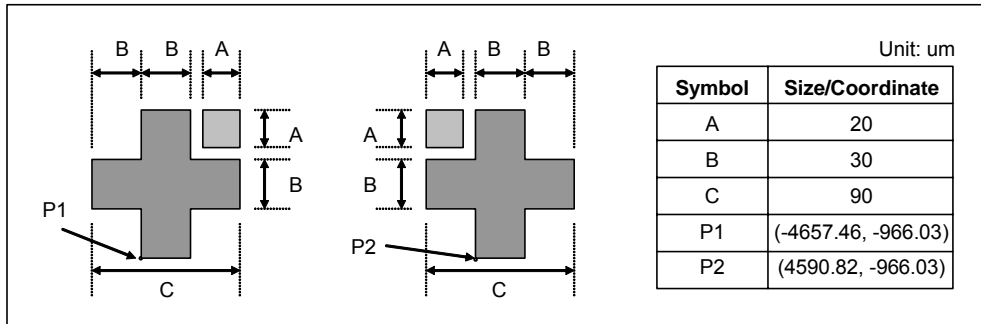 B B A
A
B
P1
C
A B B
A
B
P2
C
Unit: um
Symbol Size/Coordinate
A 20
B 30
C 90
P1 (-4657.46, -966.03)
P2 (4590.82, -966.03)